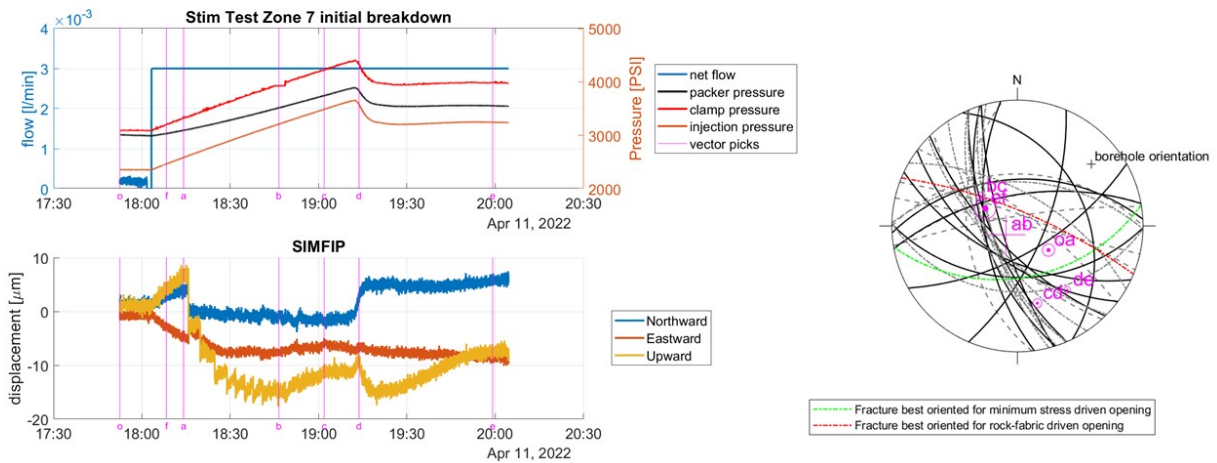 Stim Test Zone 7 initial breakdown
×10⁻³
4
3
2
1
0
flow [l/min]
5000
4000
3000
2000
Pressure [PSI]
net flow
packer pressure
clamp pressure
injection pressure
vector picks
o f a b c d e
17:30 18:00 18:30 19:00 19:30 20:00 20:30
Apr 11, 2022
SIMFIP
10
0
-10
-20
displacement [μm]
Northward
Eastward
Upward
o f a b c d e
17:30 18:00 18:30 19:00 19:30 20:00 20:30
Apr 11, 2022
N
borehole orientation
bc
af
ab
oa
de
cd
Fracture best oriented for minimum stress driven opening
Fracture best oriented for rock-fabric driven opening